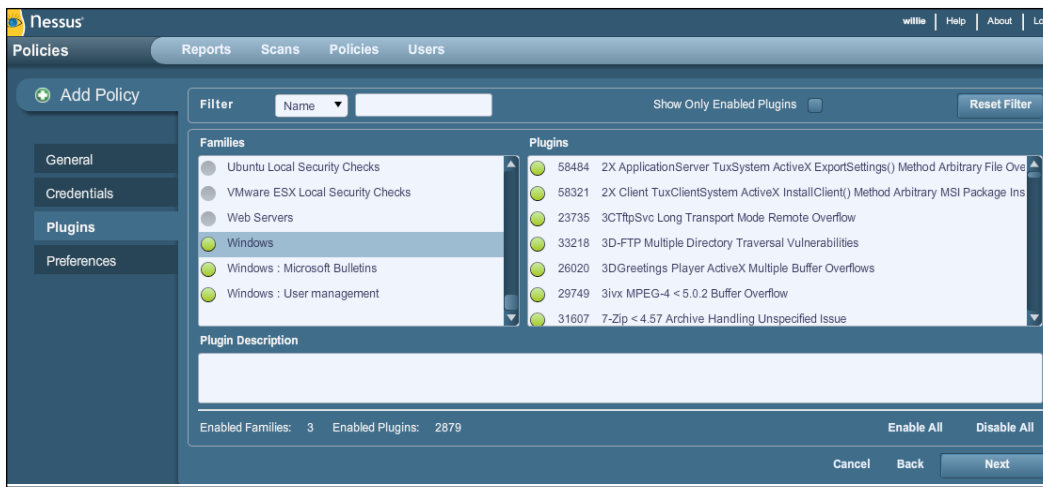 Nessus
willie Help About Lo
Policies
Reports Scans Policies Users
Add Policy
General
Credentials
Plugins
Preferences
Filter Name Show Only Enabled Plugins Reset Filter
Families
Ubuntu Local Security Checks
VMware ESX Local Security Checks
Web Servers
Windows
Windows : Microsoft Bulletins
Windows : User management
Plugins
58484 2X ApplicationServer TuxSystem ActiveX ExportSettings() Method Arbitrary File Ove
58321 2X Client TuxClientSystem ActiveX InstallClient() Method Arbitrary MSI Package Ins
23735 3CTftpSvc Long Transport Mode Remote Overflow
33218 3D-FTP Multiple Directory Traversal Vulnerabilities
26020 3DGreetings Player ActiveX Multiple Buffer Overflows
29749 3ivx MPEG-4 < 5.0.2 Buffer Overflow
31607 7-Zip < 4.57 Archive Handling Unspecified Issue
Plugin Description
Enabled Families: 3 Enabled Plugins: 2879 Enable All Disable All
Cancel Back Next